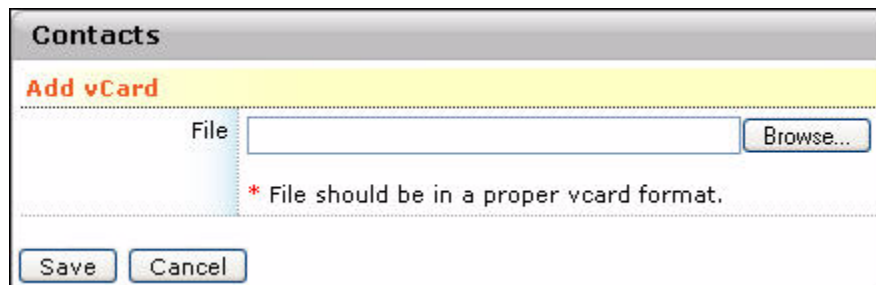 Contacts
Add vCard
File Browse...
* File should be in a proper vcard format.
Save Cancel